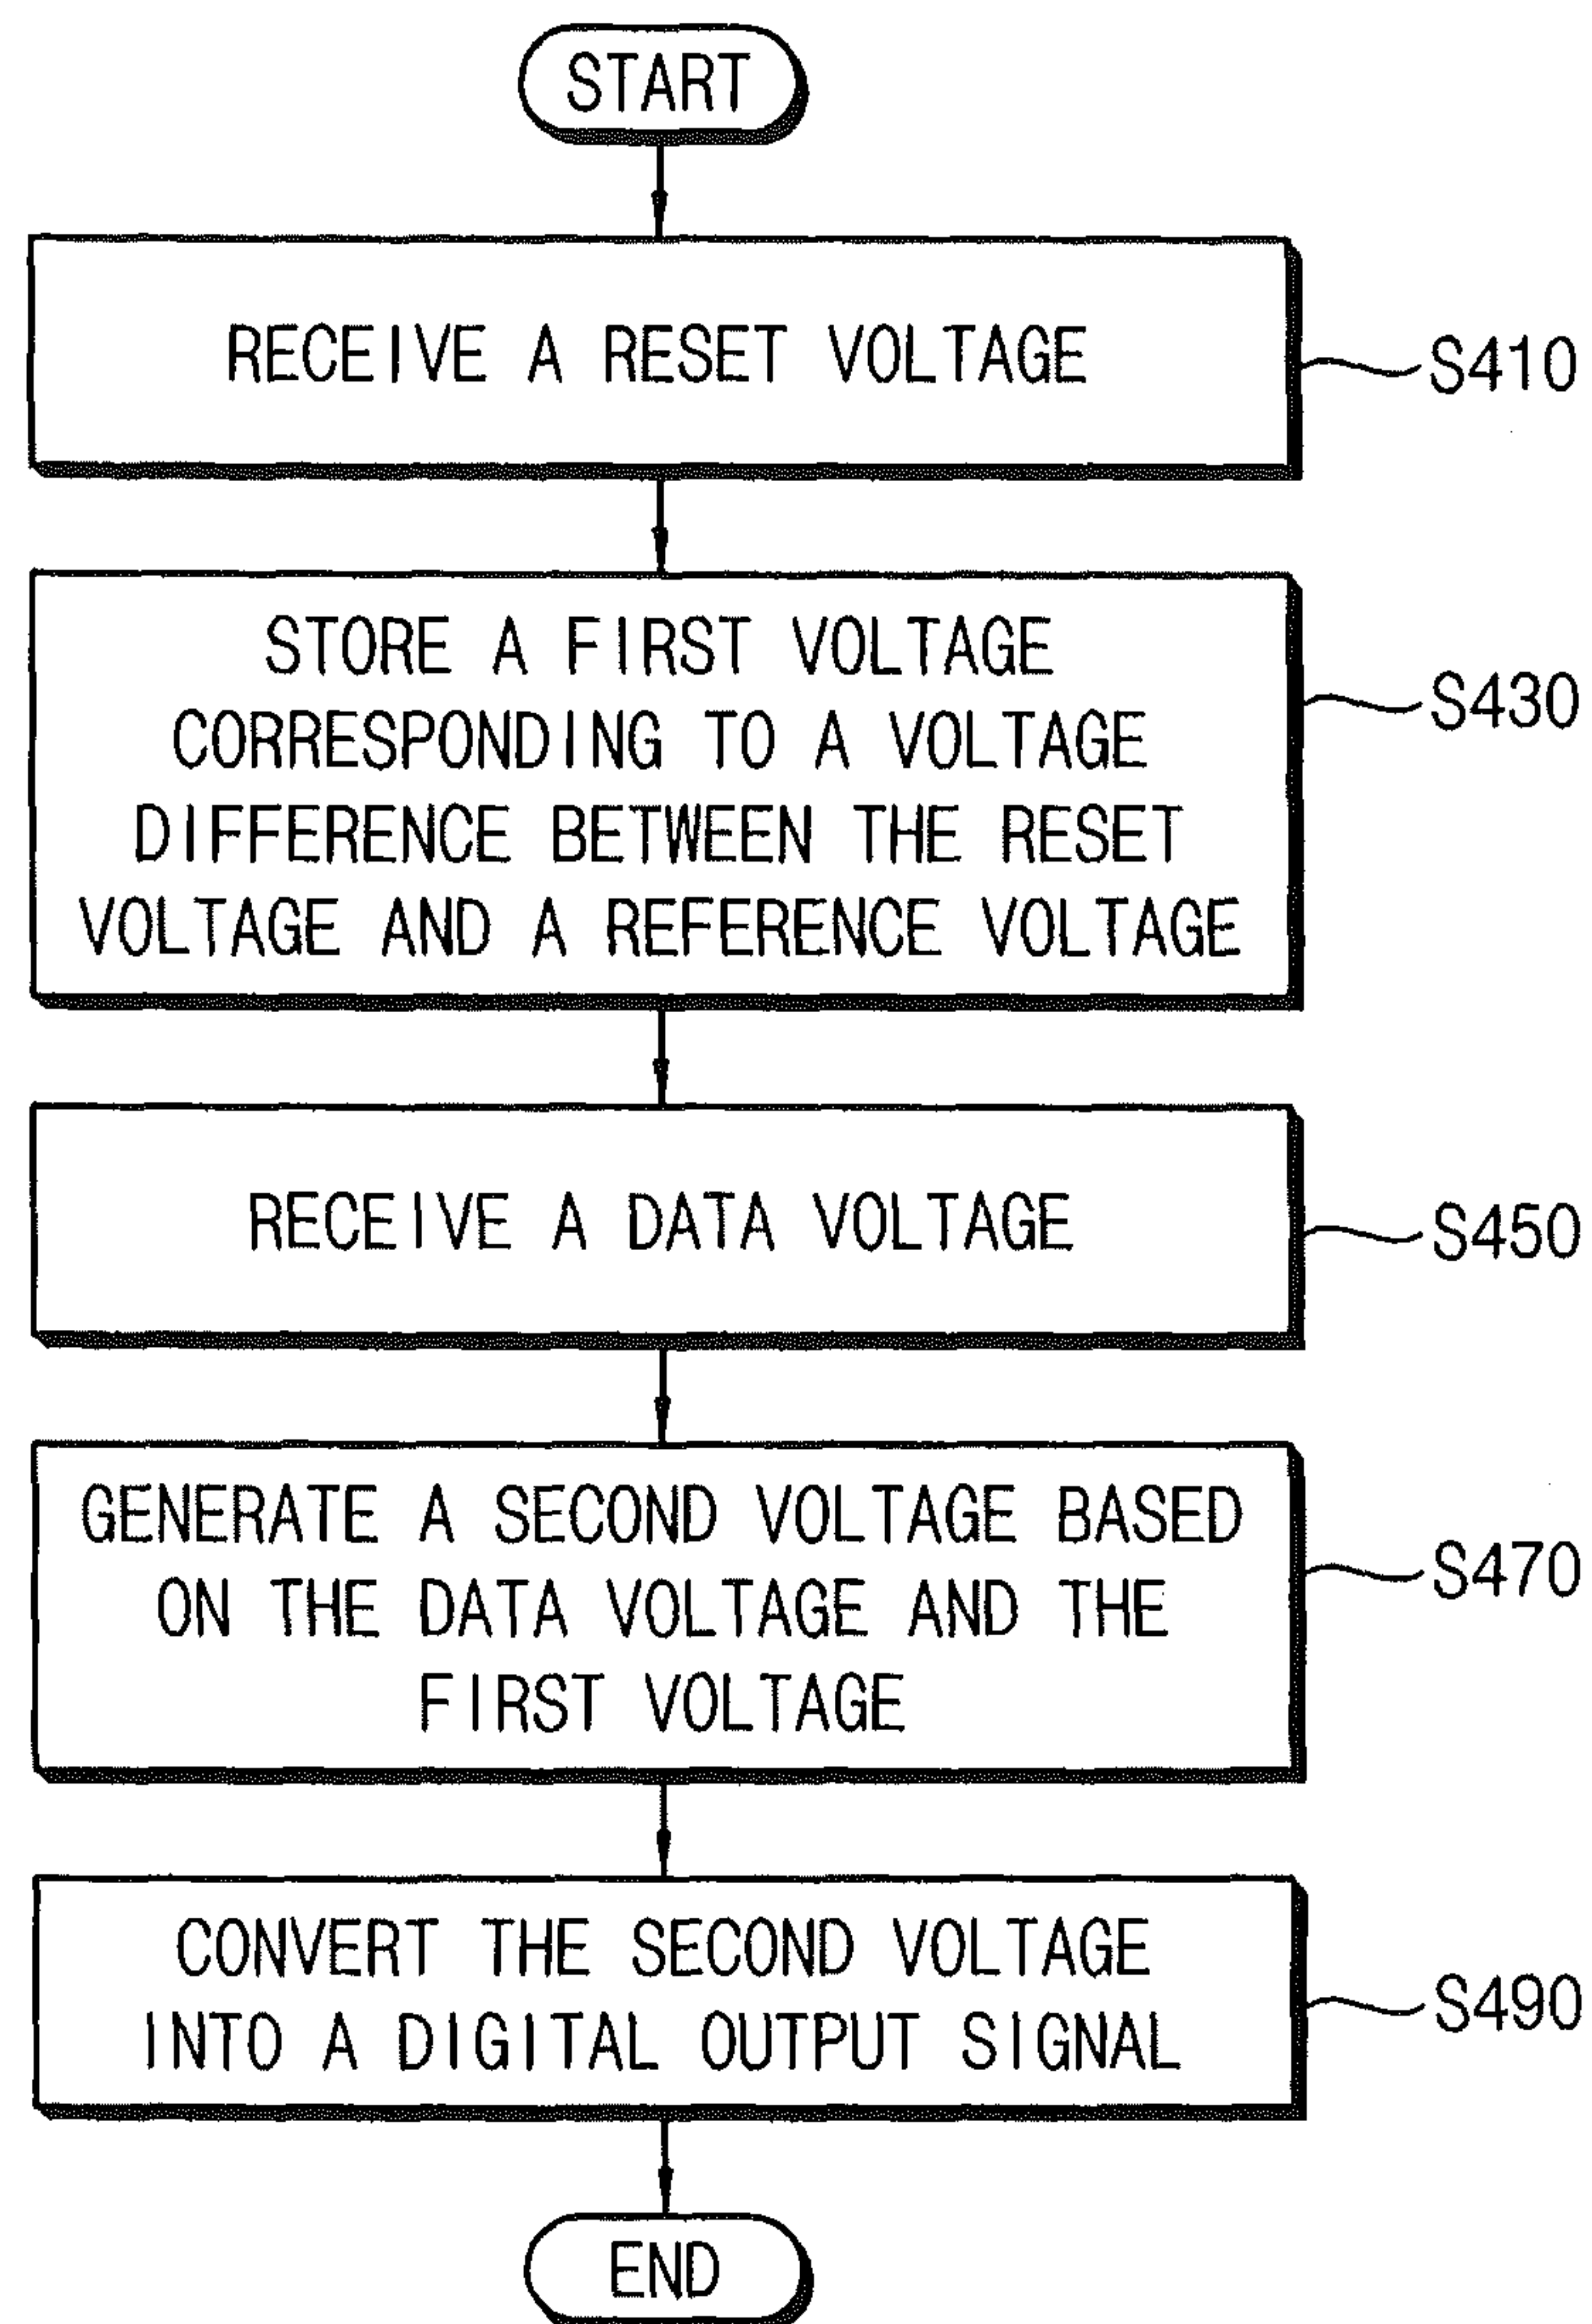 START
RECEIVE A RESET VOLTAGE
S410
STORE A FIRST VOLTAGE
CORRESPONDING TO A VOLTAGE
DIFFERENCE BETWEEN THE RESET
VOLTAGE AND A REFERENCE VOLTAGE
S430
RECEIVE A DATA VOLTAGE
S450
GENERATE A SECOND VOLTAGE BASED
ON THE DATA VOLTAGE AND THE
FIRST VOLTAGE
S470
CONVERT THE SECOND VOLTAGE
INTO A DIGITAL OUTPUT SIGNAL
S490
END